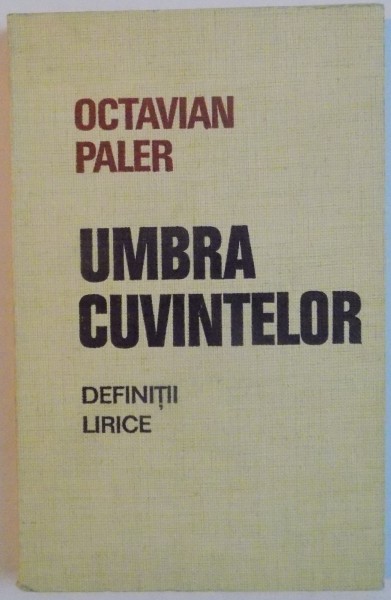 OCTAVIAN
PALER
UMBRA
CUVINTELOR
DEFINIȚII
LIRICE